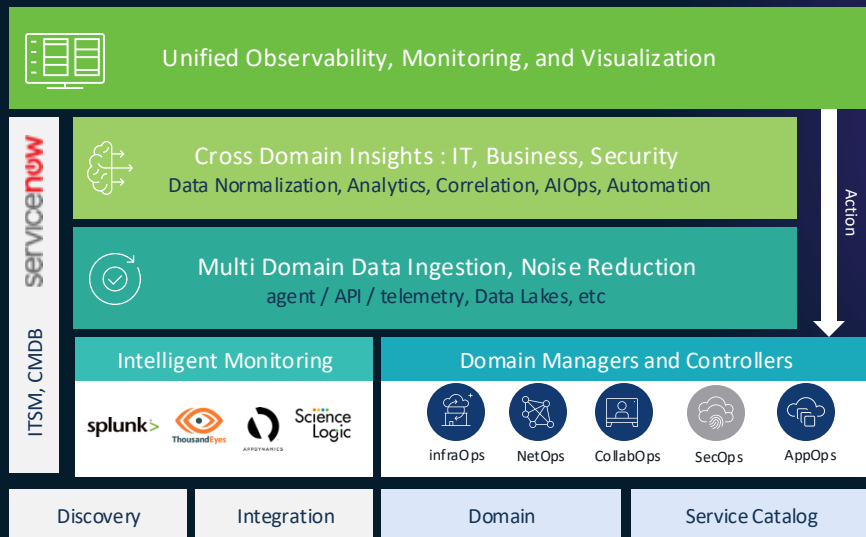 Unified Observability, Monitoring, and Visualization
servicenow
ITSM, CMDB
Cross Domain Insights : IT, Business, Security
Data Normalization, Analytics, Correlation, AIOps, Automation
Action
Multi Domain Data Ingestion, Noise Reduction
agent / API / telemetry, Data Lakes, etc
Intelligent Monitoring
splunk>
ThousandEyes
APPDYNAMICS
Science
Logic
Domain Managers and Controllers
infraOps
NetOps
CollabOps
SecOps
AppOps
Discovery
Integration
Domain
Service Catalog